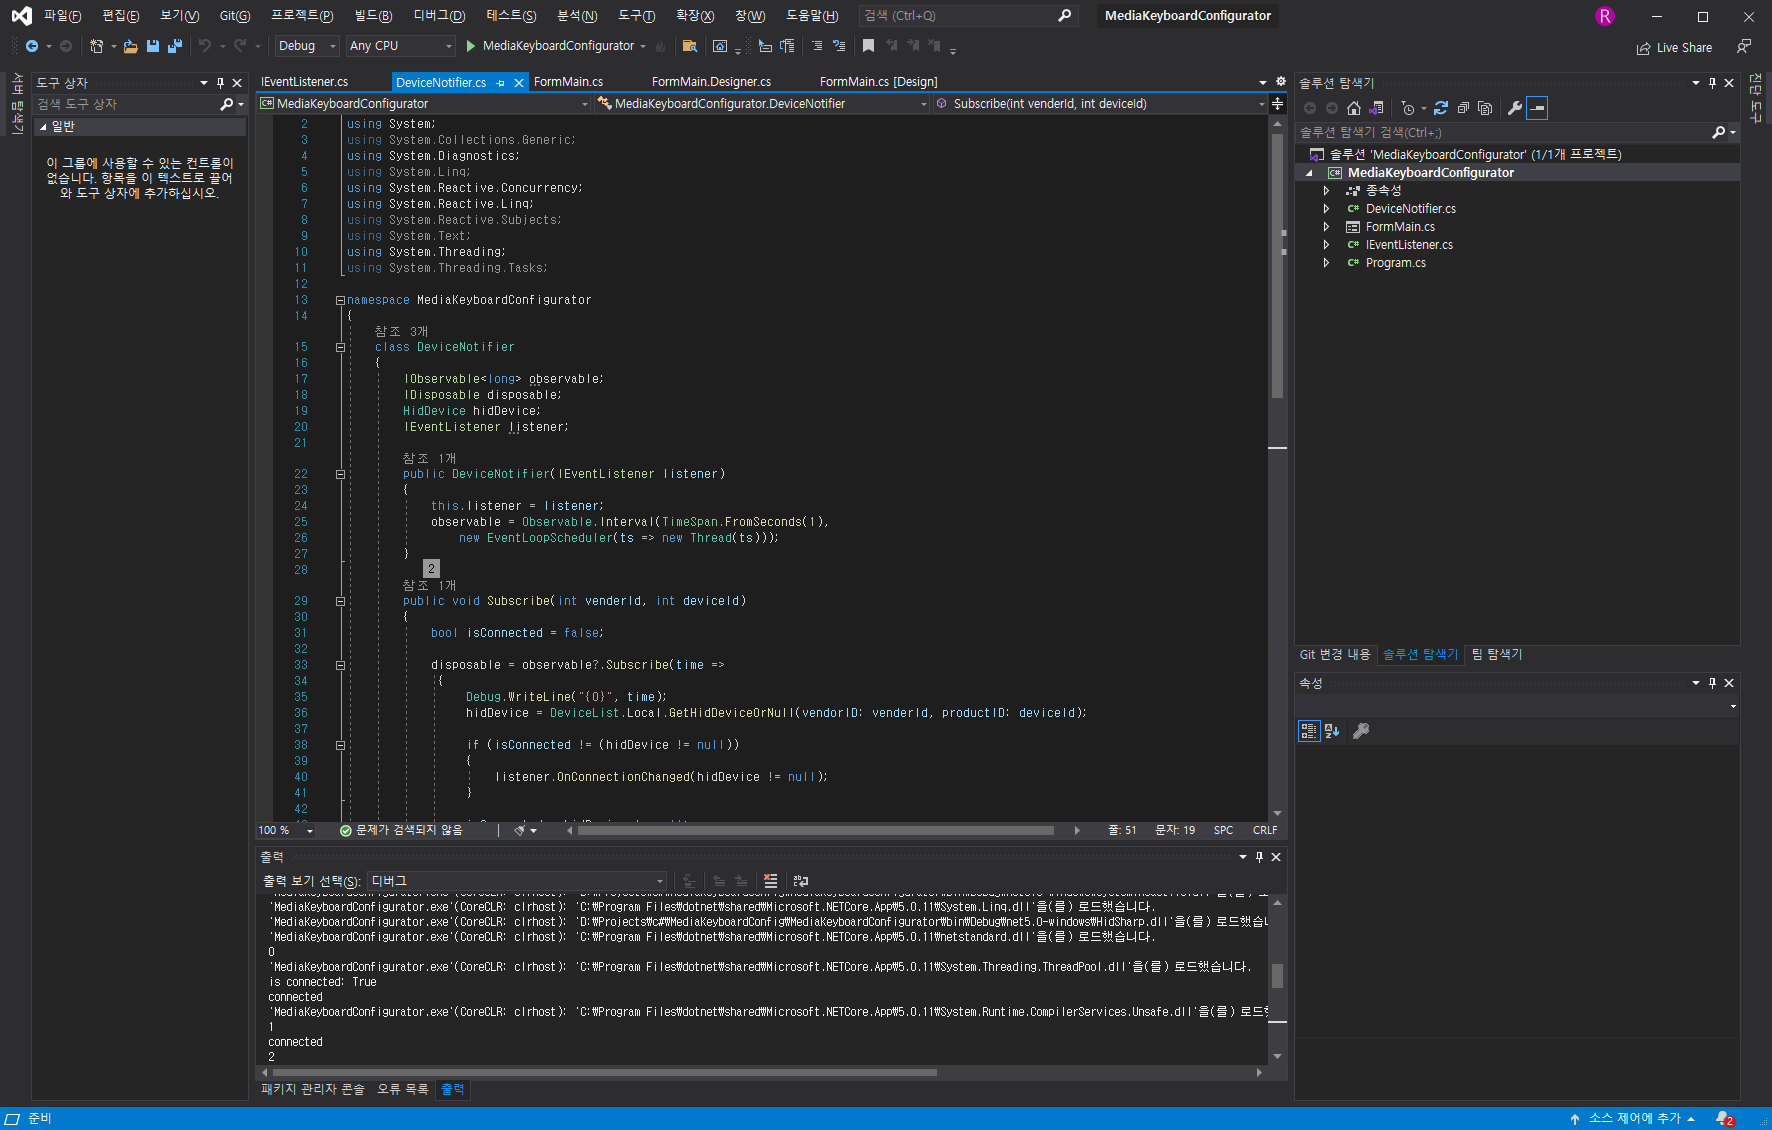 파일(F) 편집(E) 보기(V) Git(G) 프로젝트(P) 빌드(B) 디버그(D) 테스트(S) 분석(N) 도구(T) 확장(X) 창(W) 도움말(H) 검색 (Ctrl+Q) MediaKeyboardConfigurator R
Debug Any CPU MediaKeyboardConfigurator Live Share
서버 탐색기
도구 상자
검색 도구 상자
일반
이 그룹에 사용할 수 있는 컨트롤이
없습니다. 항목을 이 텍스트로 끌어
와 도구 상자에 추가하십시오.
IEventListener.cs DeviceNotifier.cs FormMain.cs FormMain.Designer.cs FormMain.cs [Design]
MediaKeyboardConfigurator MediaKeyboardConfigurator.DeviceNotifier Subscribe(int venderId, int deviceId)
2 using System;
3 using System.Collections.Generic;
4 using System.Diagnostics;
5 using System.Linq;
6 using System.Reactive.Concurrency;
7 using System.Reactive.Linq;
8 using System.Reactive.Subjects;
9 using System.Text;
10 using System.Threading;
11 using System.Threading.Tasks;
12
13 namespace MediaKeyboardConfigurator
14 {
참조 3개
15 class DeviceNotifier
16 {
17 IObservable<long> observable;
18 IDisposable disposable;
19 HidDevice hidDevice;
20 IEventListener listener;
21
참조 1개
22 public DeviceNotifier(IEventListener listener)
23 {
24 this.listener = listener;
25 observable = Observable.Interval(TimeSpan.FromSeconds(1),
26 new EventLoopScheduler(ts => new Thread(ts)));
27 }
28 2
참조 1개
29 public void Subscribe(int venderId, int deviceId)
30 {
31 bool isConnected = false;
32
33 disposable = observable?.Subscribe(time =>
34 {
35 Debug.WriteLine("{0}", time);
36 hidDevice = DeviceList.Local.GetHidDeviceOrNull(vendorID: venderId, productID: deviceId);
37
38 if (isConnected != (hidDevice != null))
39 {
40 listener.OnConnectionChanged(hidDevice != null);
41 }
42
100 % 문제가 검색되지 않음 줄: 51 문자: 19 SPC CRLF
출력
출력 보기 선택(S): 디버그
'MediaKeyboardConfigurator.exe'(CoreCLR: clrhost): 'C:\Program Files\dotnet\shared\Microsoft.NETCore.App\5.0.11\System.Linq.dll'을(를) 로드했습니다.
'MediaKeyboardConfigurator.exe'(CoreCLR: clrhost): 'D:\Projects\c#\MediaKeyboardConfig\MediaKeyboardConfigurator\bin\Debug\net5.0-windows\HidSharp.dll'을(를) 로드했습니
'MediaKeyboardConfigurator.exe'(CoreCLR: clrhost): 'C:\Program Files\dotnet\shared\Microsoft.NETCore.App\5.0.11\netstandard.dll'을(를) 로드했습니다.
0
'MediaKeyboardConfigurator.exe'(CoreCLR: clrhost): 'C:\Program Files\dotnet\shared\Microsoft.NETCore.App\5.0.11\System.Threading.ThreadPool.dll'을(를) 로드했습니다.
is connected: True
connected
'MediaKeyboardConfigurator.exe'(CoreCLR: clrhost): 'C:\Program Files\dotnet\shared\Microsoft.NETCore.App\5.0.11\System.Runtime.CompilerServices.Unsafe.dll'을(를) 로드했
1
connected
2
패키지 관리자 콘솔 오류 목록 출력
솔루션 탐색기
솔루션 탐색기 검색(Ctrl+;)
솔루션 'MediaKeyboardConfigurator' (1/1개 프로젝트)
MediaKeyboardConfigurator
종속성
DeviceNotifier.cs
FormMain.cs
IEventListener.cs
Program.cs
Git 변경 내용 솔루션 탐색기 팀 탐색기
속성
진단 도구
준비 소스 제어에 추가 2